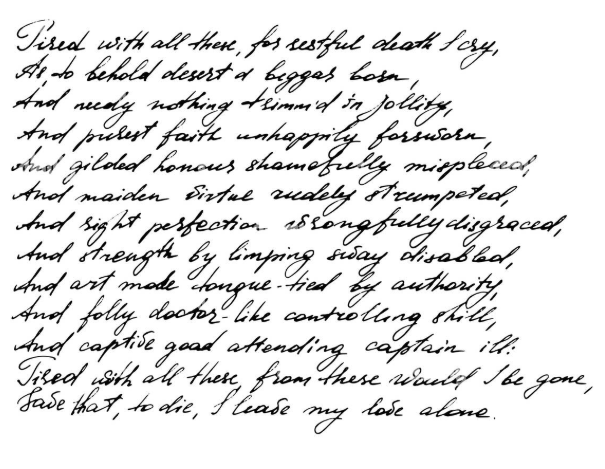 Tired with all these, for restful death I cry,
As, to behold desert a beggar born,
And needy nothing trimm'd in jollity,
And purest faith unhappily forsworn,
And gilded honour shamefully misplaced,
And maiden virtue rudely strumpeted,
And right perfection wrongfully disgraced,
And strength by limping sway disabled,
And art made tongue-tied by authority,
And folly doctor-like controlling skill,
And captive good attending captain ill:
Tired with all these, from these would I be gone,
Save that, to die, I leave my love alone.